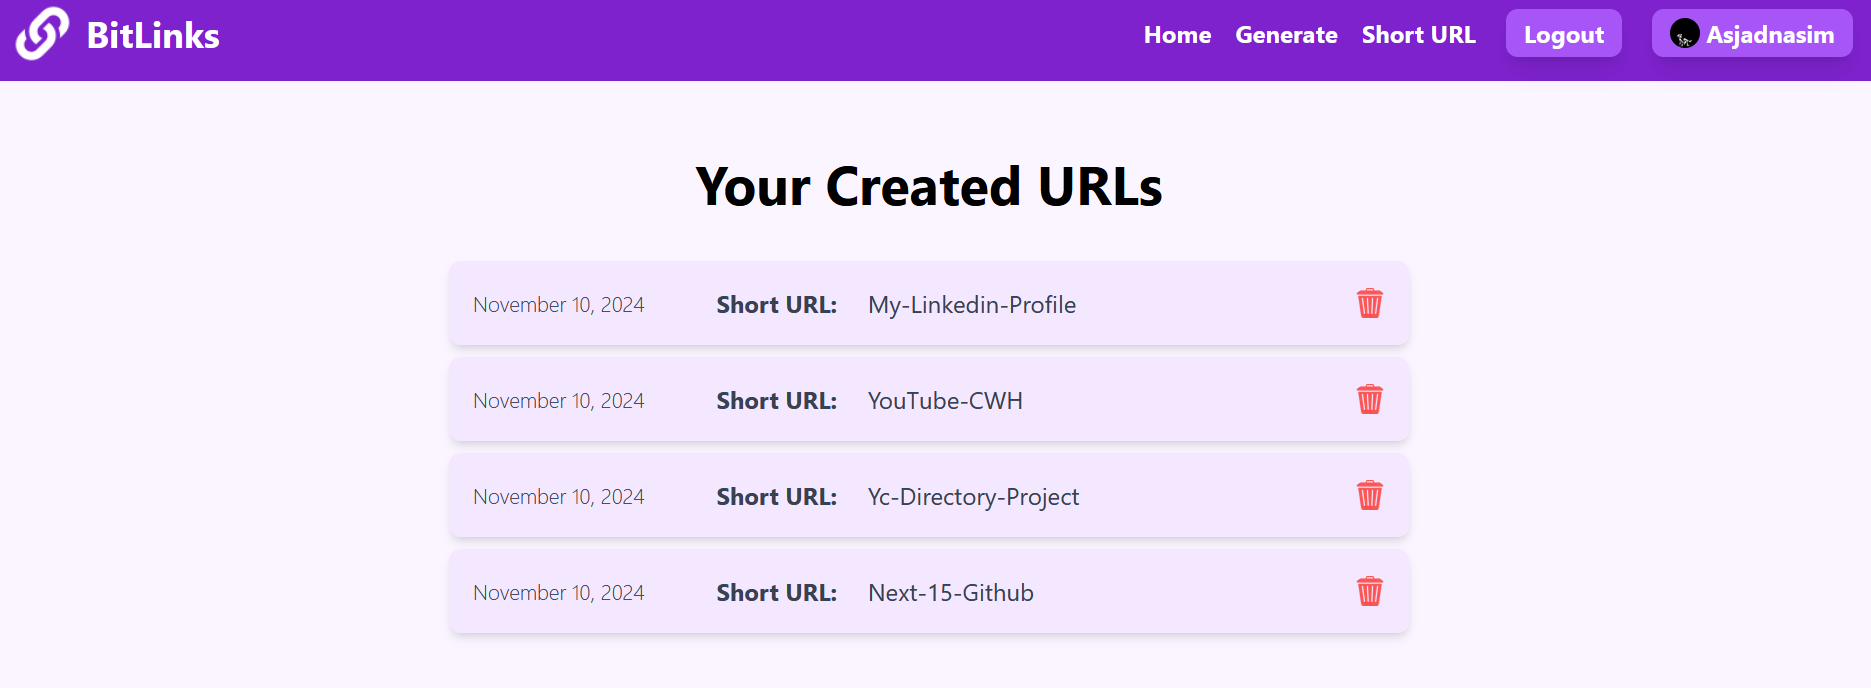 BitLinks Home Generate Short URL Logout Asjadnasim
Your Created URLs
November 10, 2024 Short URL: My-Linkedin-Profile
November 10, 2024 Short URL: YouTube-CWH
November 10, 2024 Short URL: Yc-Directory-Project
November 10, 2024 Short URL: Next-15-Github